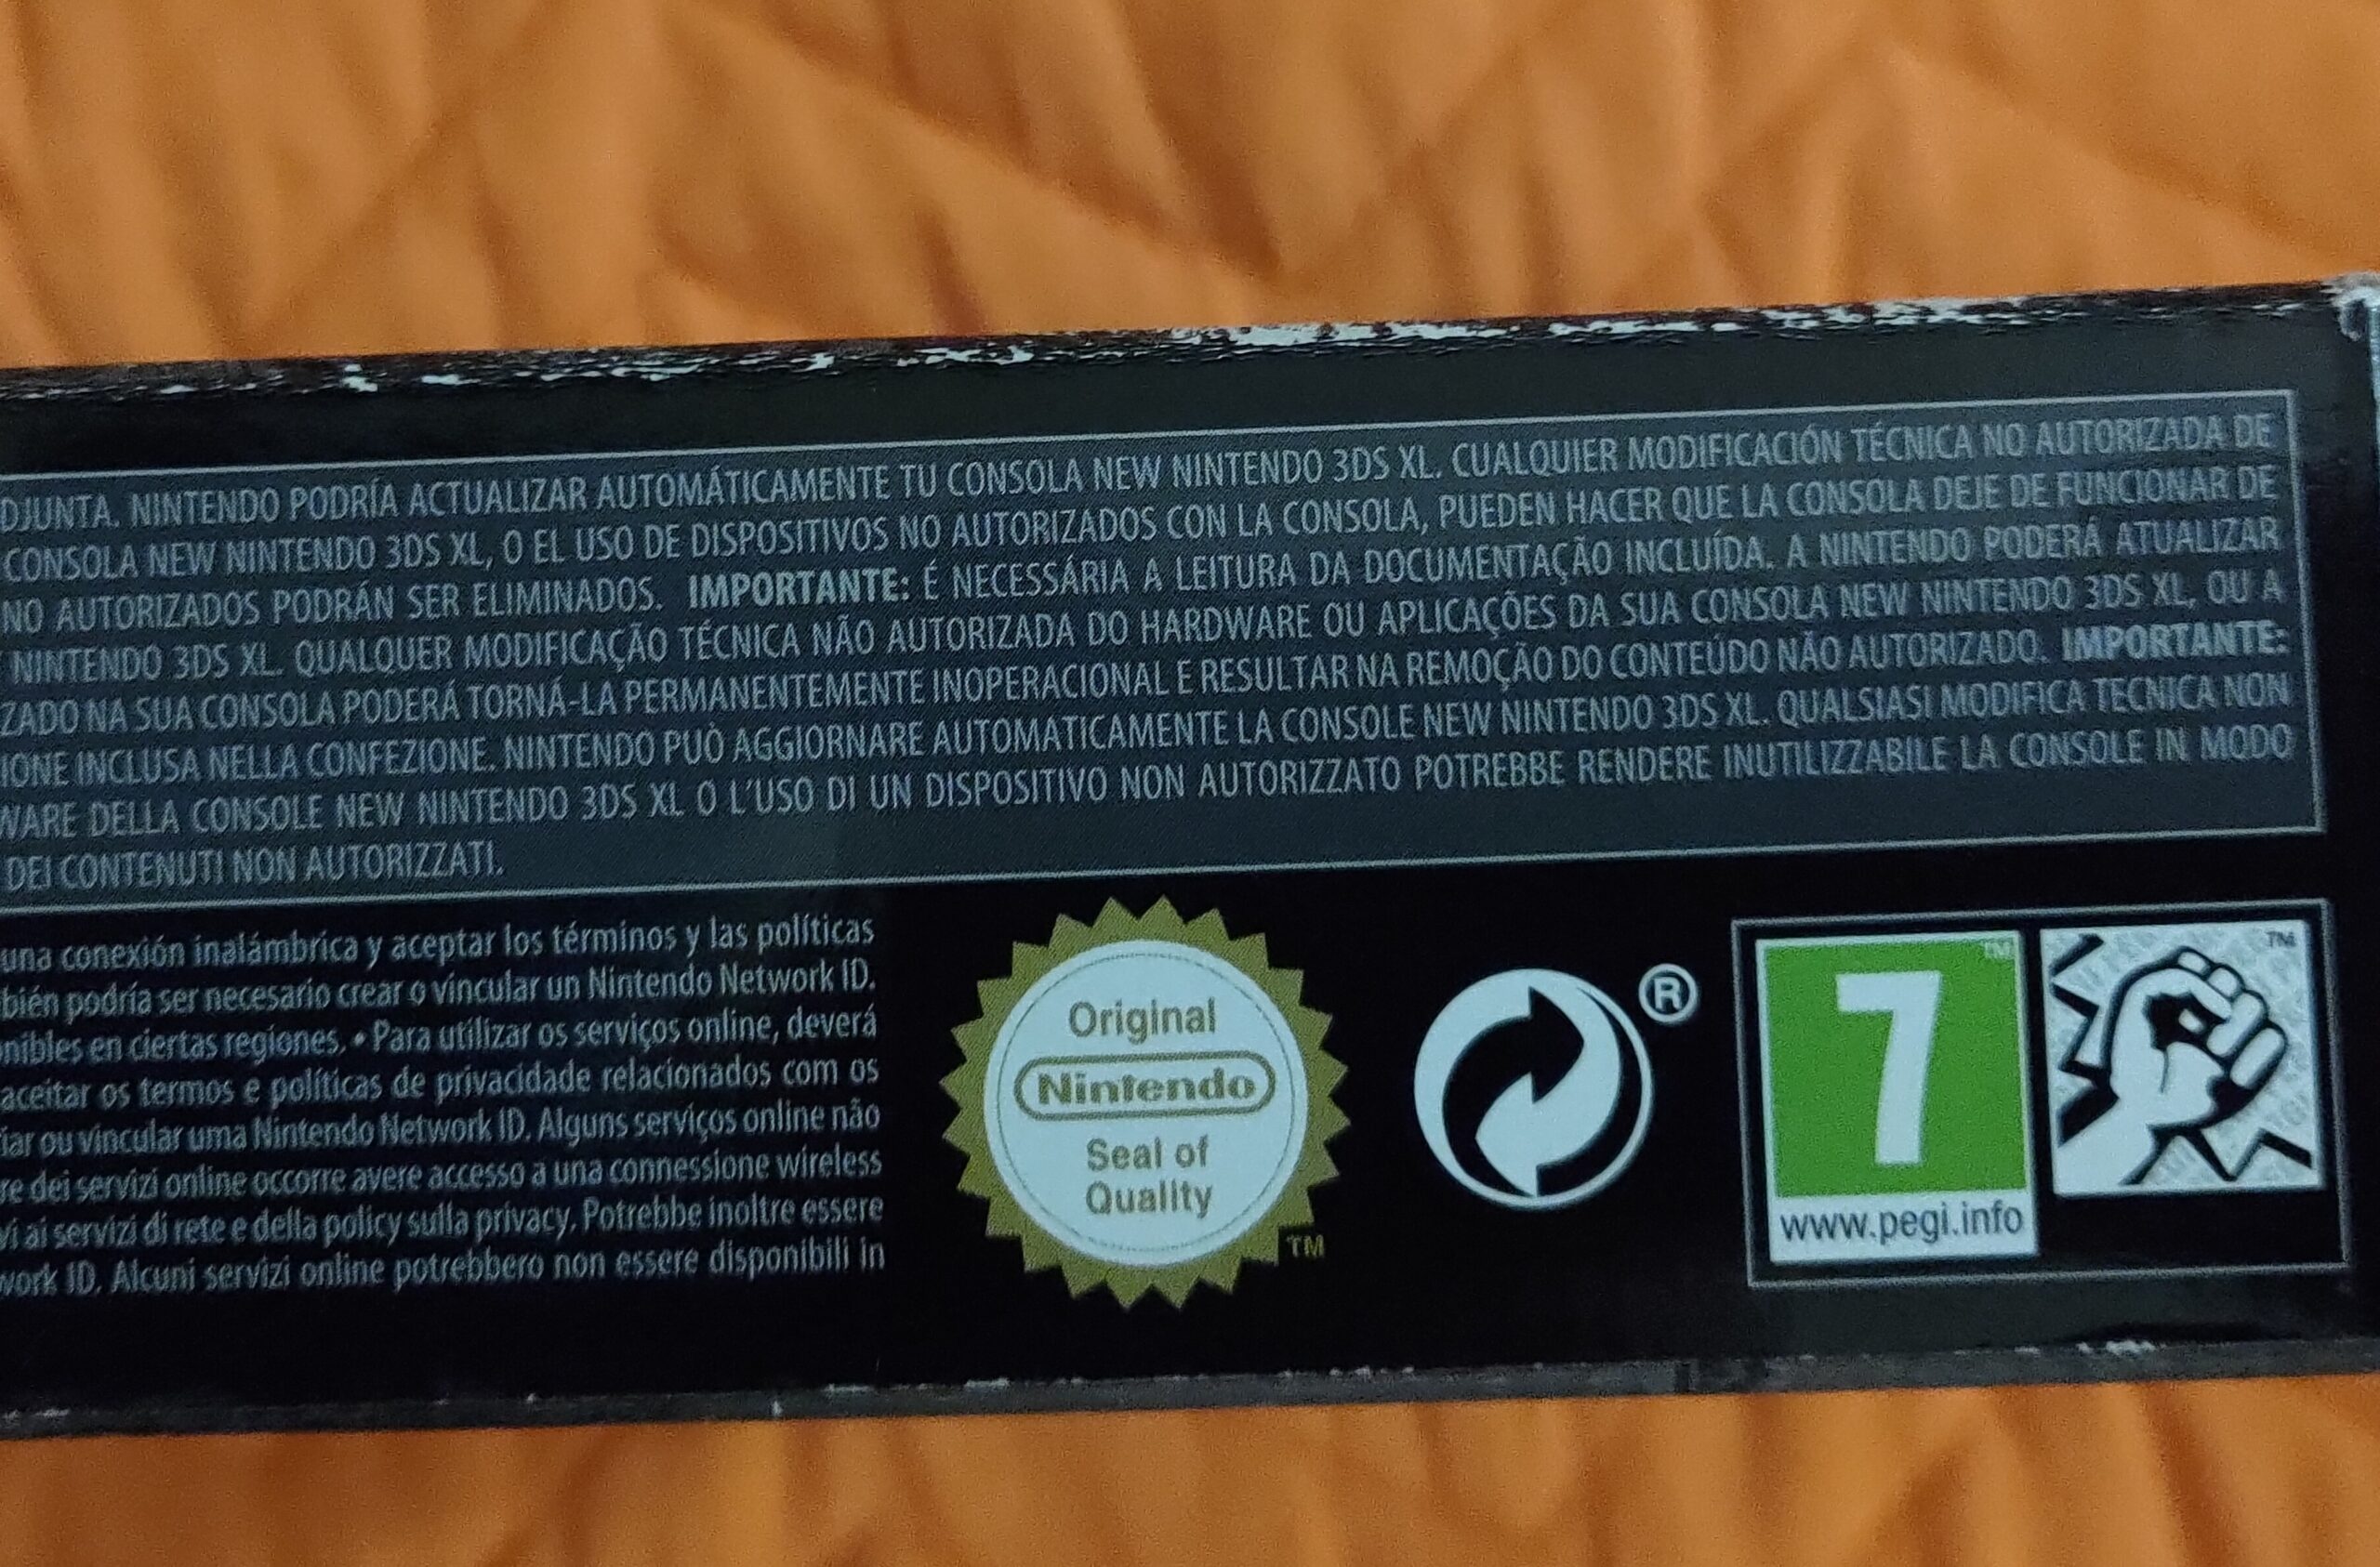 DJUNTA. NINTENDO PODRÍA ACTUALIZAR AUTOMÁTICAMENTE TU CONSOLA NEW NINTENDO 3DS XL. CUALQUIER MODIFICACIÓN TÉCNICA NO AUTORIZADA DE
CONSOLA NEW NINTENDO 3DS XL, O EL USO DE DISPOSITIVOS NO AUTORIZADOS CON LA CONSOLA, PUEDEN HACER QUE LA CONSOLA DEJE DE FUNCIONAR DE
NO AUTORIZADOS PODRÁN SER ELIMINADOS. IMPORTANTE: É NECESSÁRIA A LEITURA DA DOCUMENTAÇÃO INCLUÍDA. A NINTENDO PODERÁ ATUALIZAR
NINTENDO 3DS XL. QUALQUER MODIFICAÇÃO TÉCNICA NÃO AUTORIZADA DO HARDWARE OU APLICAÇÕES DA SUA CONSOLA NEW NINTENDO 3DS XL, OU A
ZADO NA SUA CONSOLA PODERÁ TORNÁ-LA PERMANENTEMENTE INOPERACIONAL E RESULTAR NA REMOÇÃO DO CONTEÚDO NÃO AUTORIZADO. IMPORTANTE:
IONE INCLUSA NELLA CONFEZIONE. NINTENDO PUÒ AGGIORNARE AUTOMATICAMENTE LA CONSOLE NEW NINTENDO 3DS XL. QUALSIASI MODIFICA TECNICA NON
WARE DELLA CONSOLE NEW NINTENDO 3DS XL O L'USO DI UN DISPOSITIVO NON AUTORIZZATO POTREBBE RENDERE INUTILIZZABILE LA CONSOLE IN MODO
DEI CONTENUTI NON AUTORIZZATI.
una conexión inalámbrica y aceptar los términos y las políticas
bién podría ser necesario crear o vincular un Nintendo Network ID.
nibles en ciertas regiones. • Para utilizar os serviços online, deverá
aceitar os termos e políticas de privacidade relacionados com os
iar ou vincular uma Nintendo Network ID. Alguns serviços online não
re dei servizi online occorre avere accesso a una connessione wireless
vi ai servizi di rete e della policy sulla privacy. Potrebbe inoltre essere
work ID. Alcuni servizi online potrebbero non essere disponibili in
Original
Nintendo
Seal of
Quality
TM
®
7
TM
www.pegi.info
TM